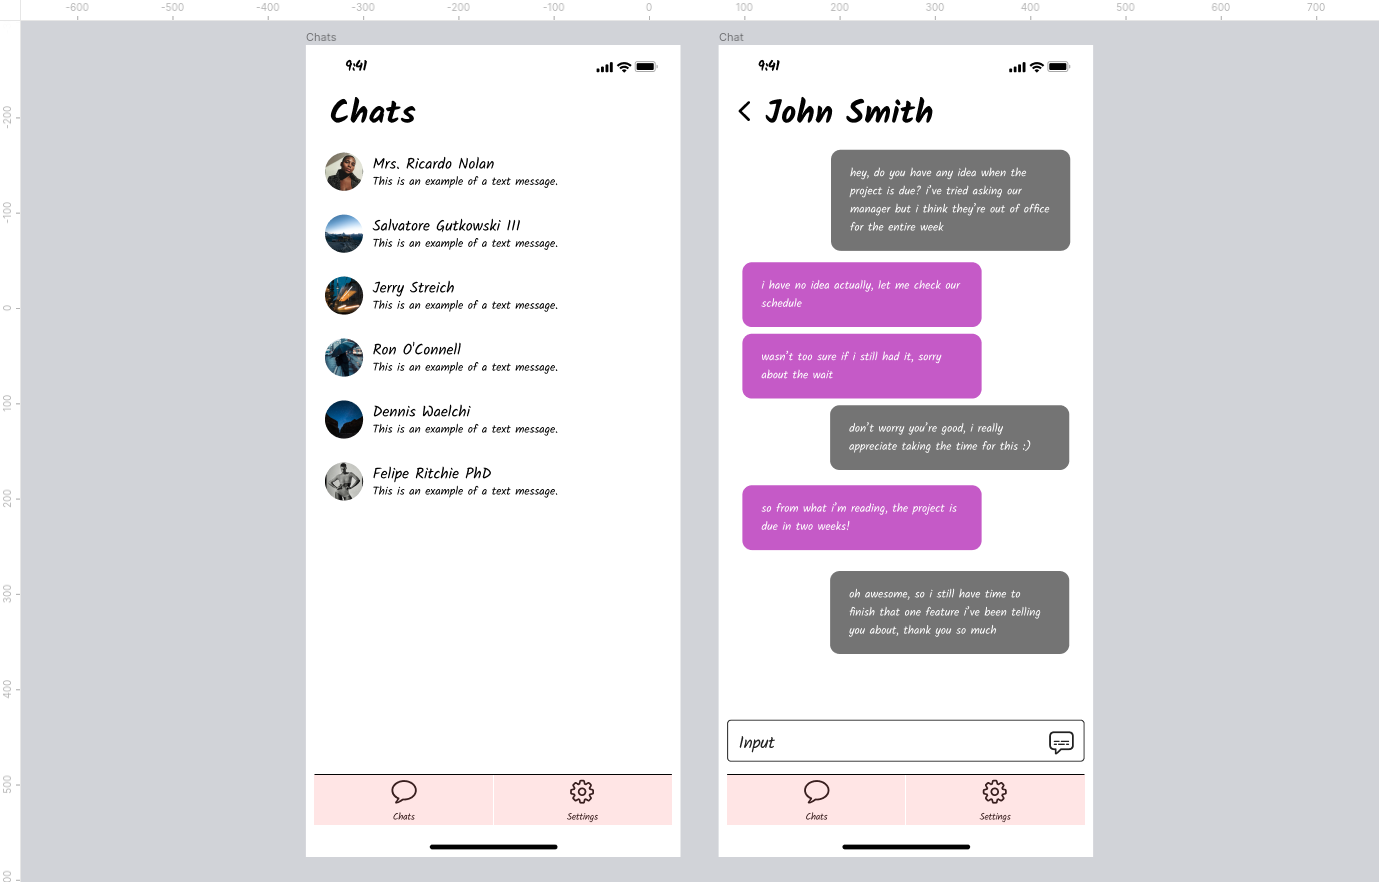 -600 -500 -400 -300 -200 -100 0 100 200 300 400 500 600 700
-200
-100
0
100
200
300
400
500
00
Chats
9:41
Chats
Mrs. Ricardo Nolan
This is an example of a text message.
Salvatore Gutkowski III
This is an example of a text message.
Jerry Streich
This is an example of a text message.
Ron O'Connell
This is an example of a text message.
Dennis Waelchi
This is an example of a text message.
Felipe Ritchie PhD
This is an example of a text message.
Chats
Settings
Chat
9:41
John Smith
hey, do you have any idea when the
project is due? i've tried asking our
manager but i think they're out of office
for the entire week
i have no idea actually, let me check our
schedule
wasn't too sure if i still had it, sorry
about the wait
don't worry you're good, i really
appreciate taking the time for this :)
so from what i'm reading, the project is
due in two weeks!
oh awesome, so i still have time to
finish that one feature i've been telling
you about, thank you so much
Input
Chats
Settings